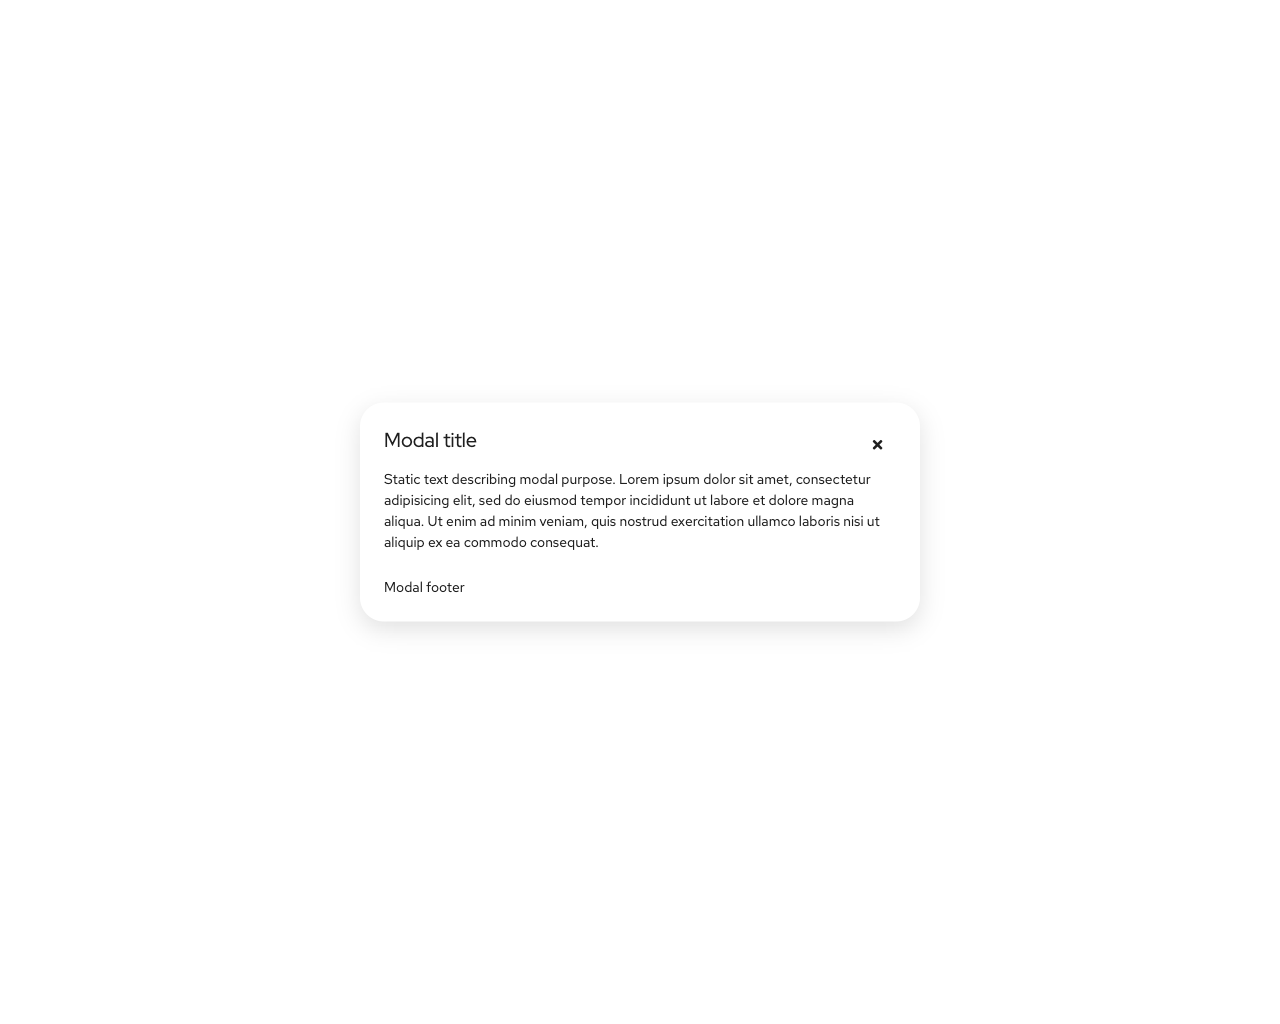 Modal title
Static text describing modal purpose. Lorem ipsum dolor sit amet, consectetur
adipisicing elit, sed do eiusmod tempor incididunt ut labore et dolore magna
aliqua. Ut enim ad minim veniam, quis nostrud exercitation ullamco laboris nisi ut
aliquip ex ea commodo consequat.
Modal footer